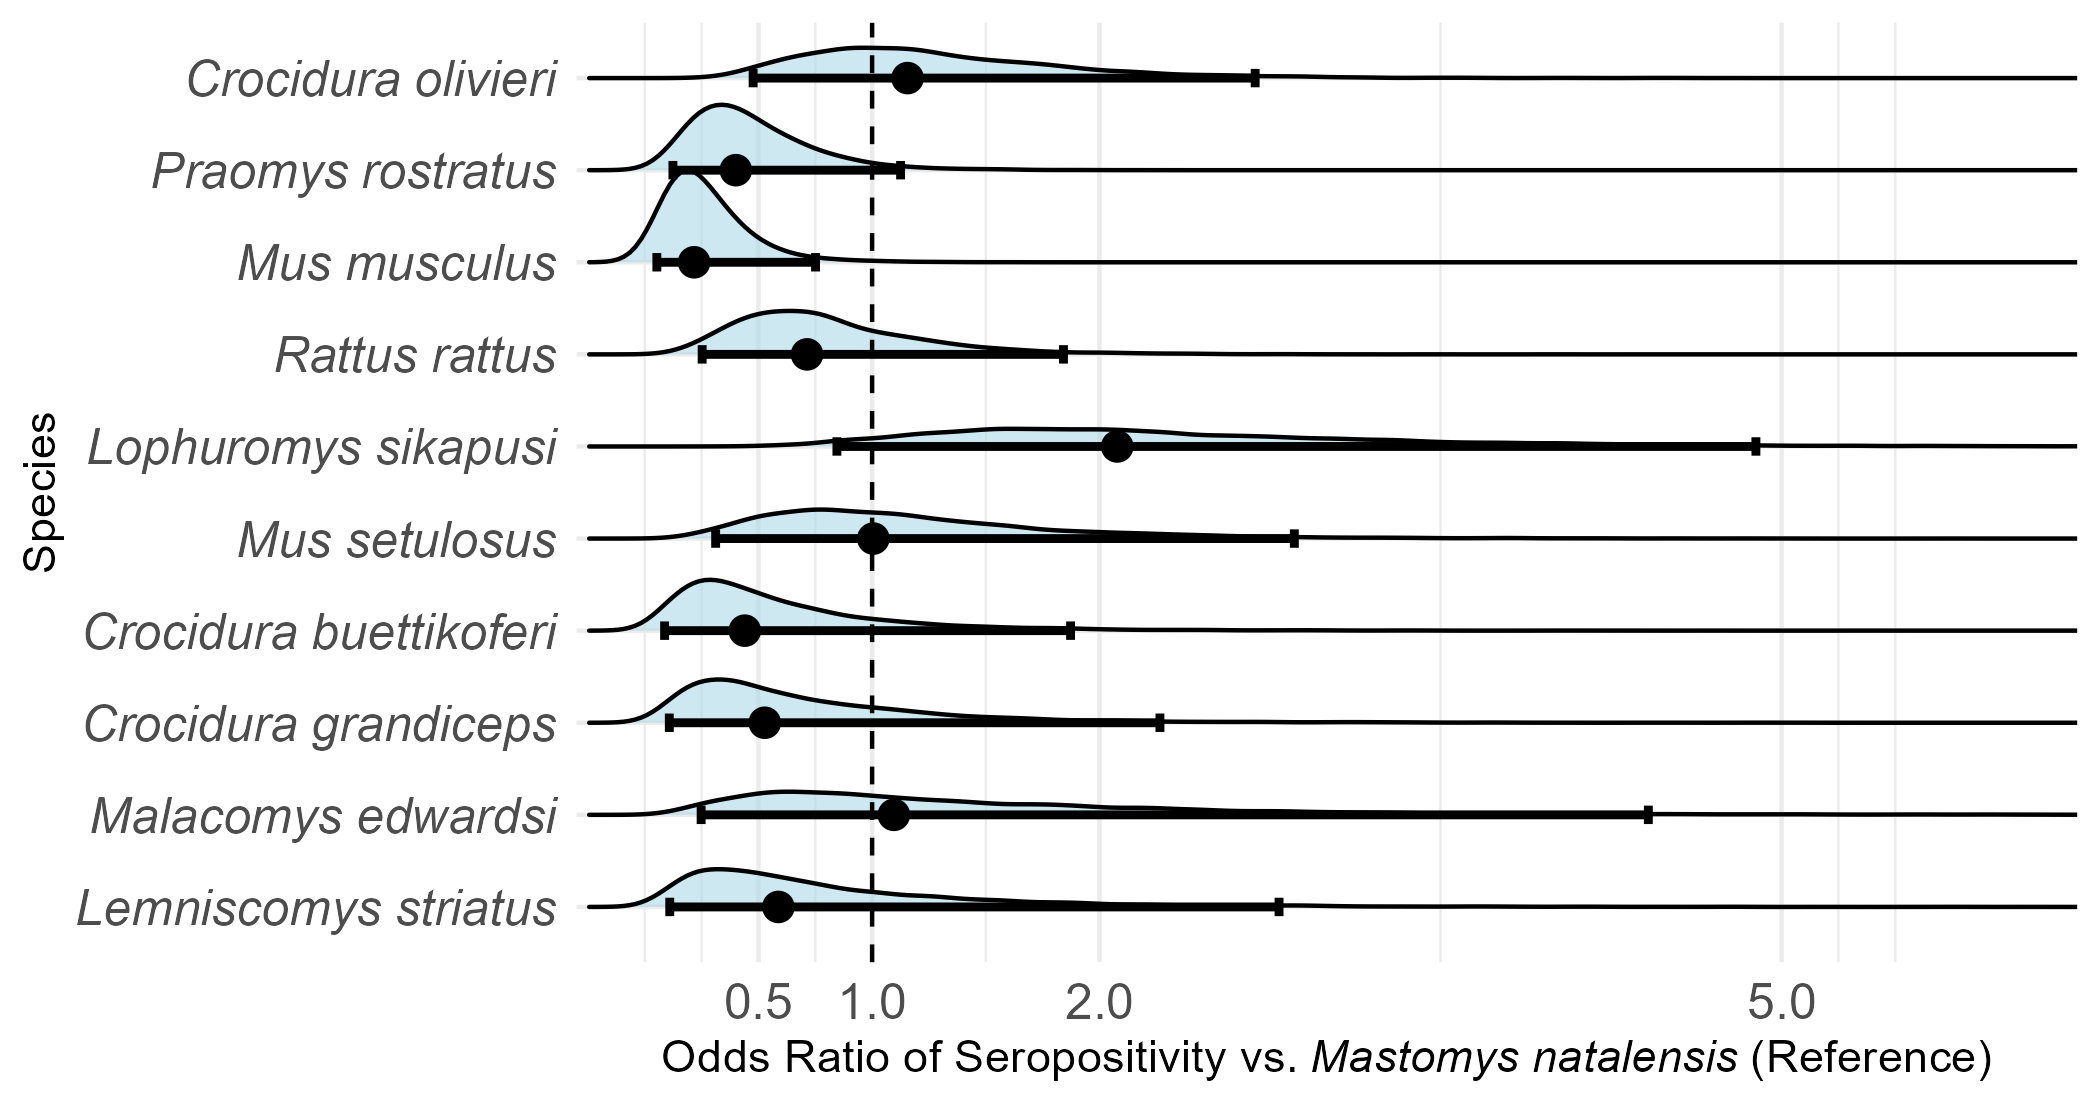 Crocidura olivieri
Praomys rostratus
Mus musculus
Rattus rattus
Lophuromys sikapusi
Mus setulosus
Crocidura buettikoferi
Crocidura grandiceps
Malacomys edwardsi
Lemniscomys striatus
Species
0.5 1.0 2.0 5.0
Odds Ratio of Seropositivity vs. Mastomys natalensis (Reference)